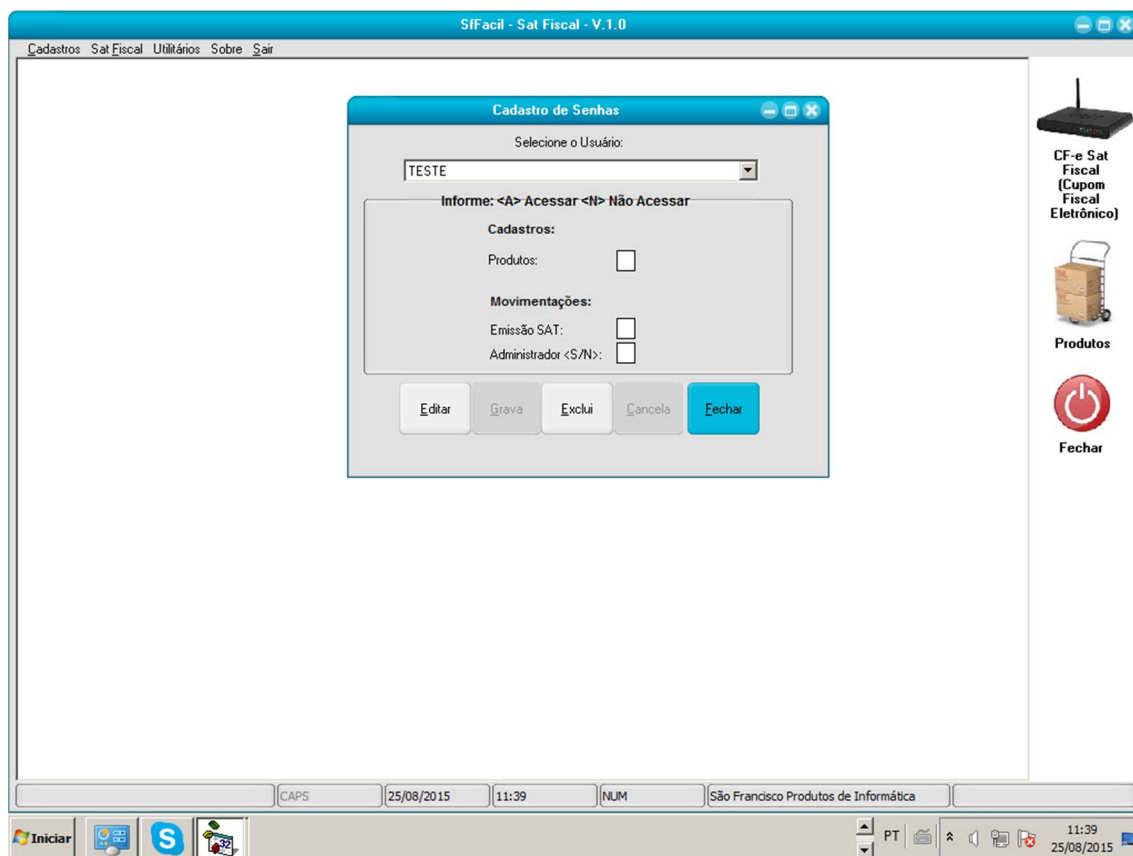 SfFacil - Sat Fiscal - V.1.0
Cadastros Sat Fiscal Utilitários Sobre Sair
Cadastro de Senhas
Selecione o Usuário:
TESTE
Informe: <A> Acessar <N> Não Acessar
Cadastros:
Produtos:
Movimentações:
Emissão SAT:
Administrador <S/N>:
Editar Grava Exclui Cancela Fechar
CF-e Sat
Fiscal
(Cupom
Fiscal
Eletrônico)
Produtos
Fechar
CAPS 25/08/2015 11:39 NUM São Francisco Produtos de Informática
Iniciar S 32 PT 11:39
25/08/2015